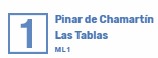 1
Pinar de Chamartín
Las Tablas
ML1